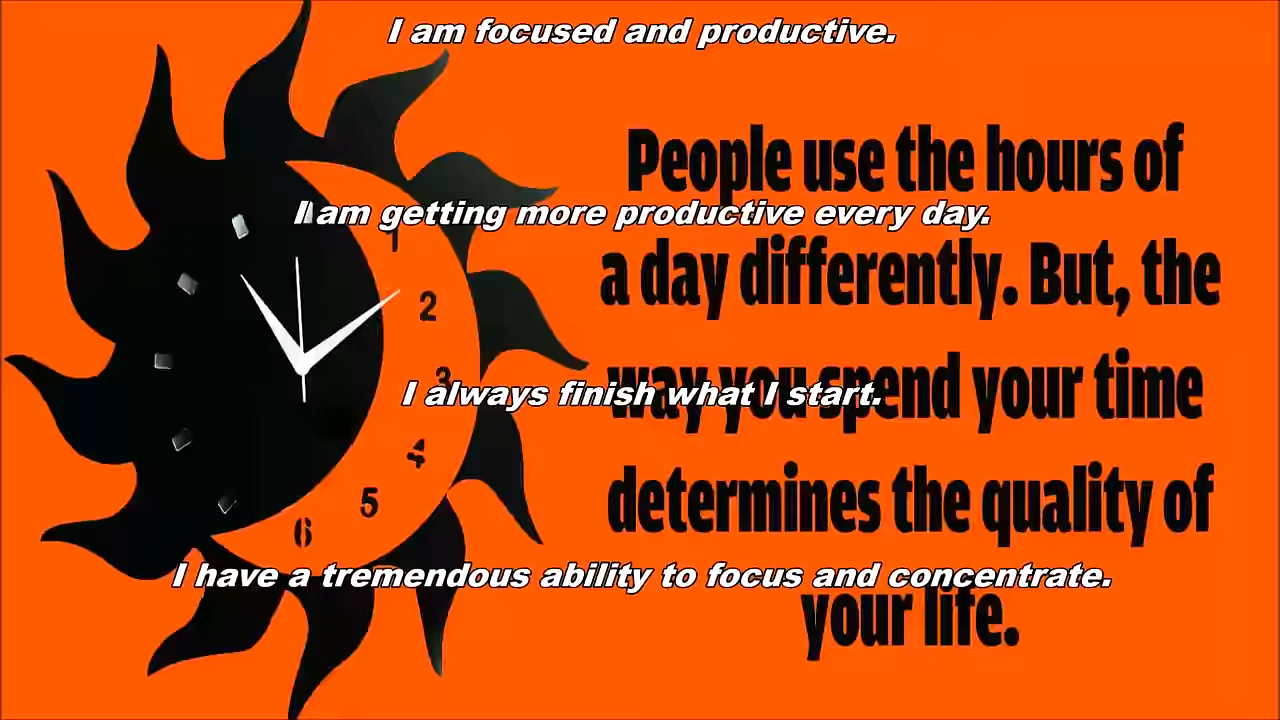 I am focused and productive.
People use the hours of
I am getting more productive every day.
a day differently. But, the
way you spend your time
I always finish what I start.
determines the quality of
I have a tremendous ability to focus and concentrate.
your life.
1
2
3
4
5
6